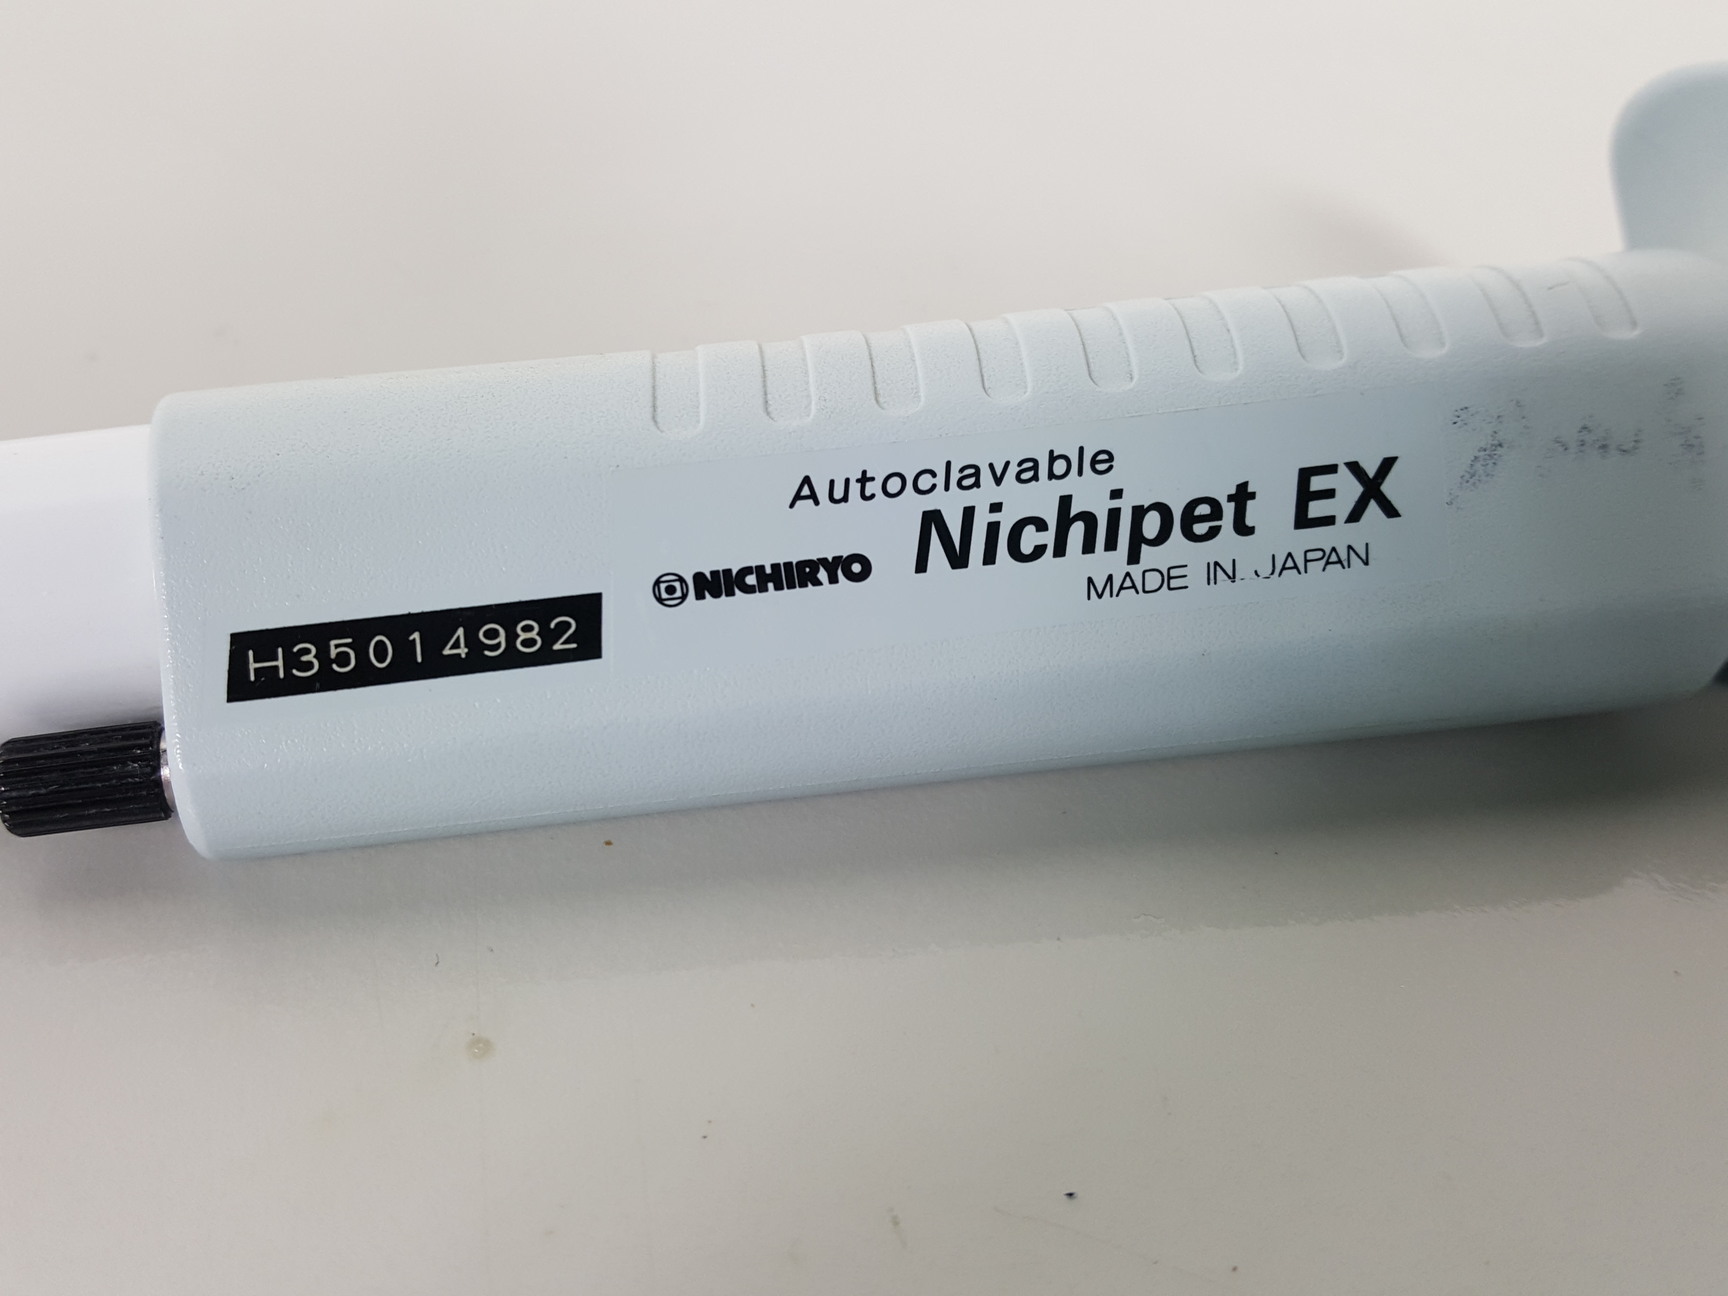 Autoclavable
NICHIRYO Nichipet EX
MADE IN JAPAN
H35014982